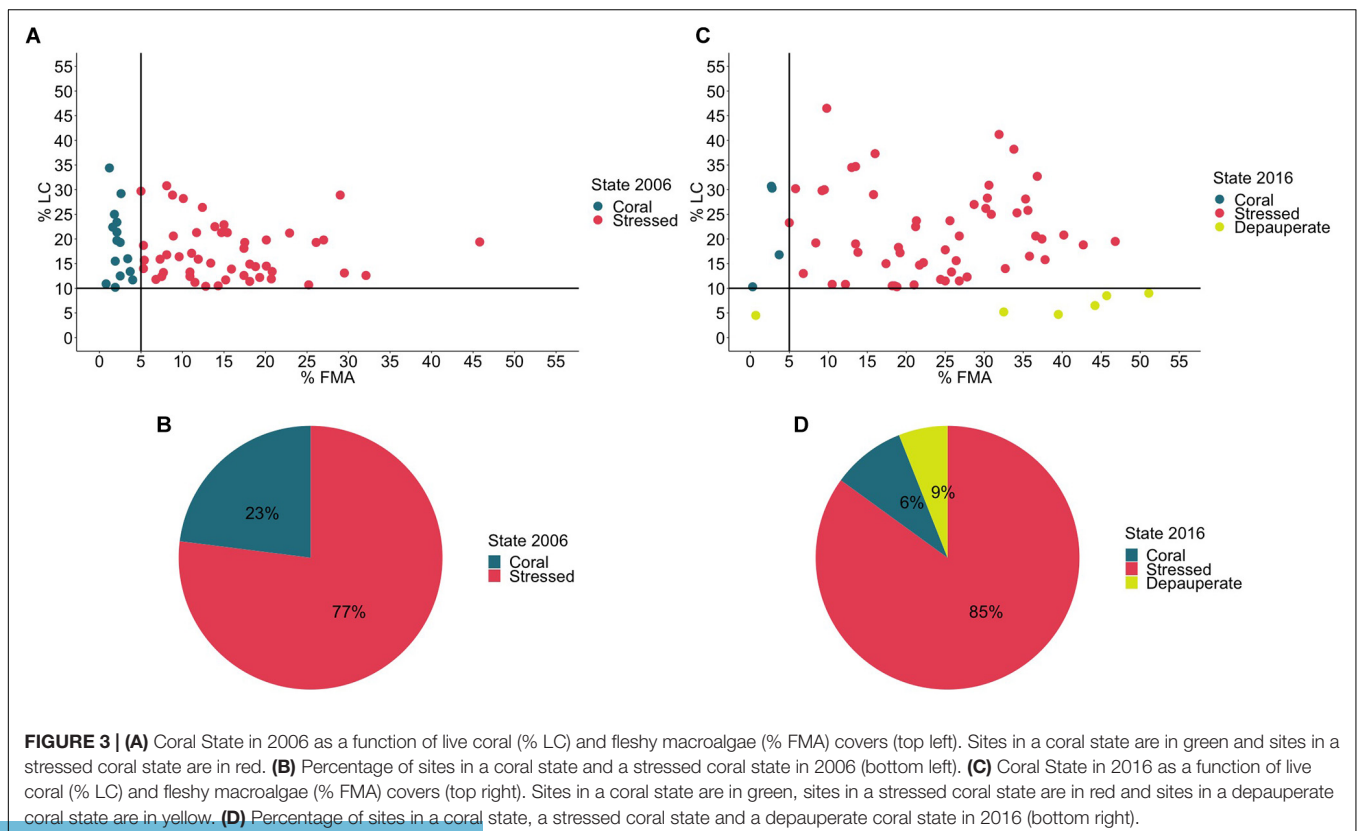 A
55
50
45
40
35
30
25
20
15
10
5
0
% LC
0 5 10 15 20 25 30 35 40 45 50 55
% FMA
State 2006
Coral
Stressed
C
55
50
45
40
35
30
25
20
15
10
5
0
% LC
0 5 10 15 20 25 30 35 40 45 50 55
% FMA
State 2016
Coral
Stressed
Depauperate
B
23%
77%
State 2006
Coral
Stressed
D
6%
9%
85%
State 2016
Coral
Stressed
Depauperate
FIGURE 3 | (A) Coral State in 2006 as a function of live coral (% LC) and fleshy macroalgae (% FMA) covers (top left). Sites in a coral state are in green and sites in a
stressed coral state are in red. (B) Percentage of sites in a coral state and a stressed coral state in 2006 (bottom left). (C) Coral State in 2016 as a function of live
coral (% LC) and fleshy macroalgae (% FMA) covers (top right). Sites in a coral state are in green, sites in a stressed coral state are in red and sites in a depauperate
coral state are in yellow. (D) Percentage of sites in a coral state, a stressed coral state and a depauperate coral state in 2016 (bottom right).